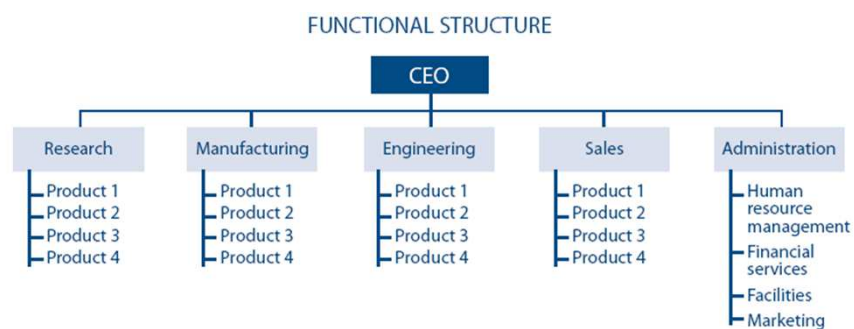 FUNCTIONAL STRUCTURE
CEO
Research
Product 1
Product 2
Product 3
Product 4
Manufacturing
Product 1
Product 2
Product 3
Product 4
Engineering
Product 1
Product 2
Product 3
Product 4
Sales
Product 1
Product 2
Product 3
Product 4
Administration
Human
resource
management
Financial
services
Facilities
Marketing